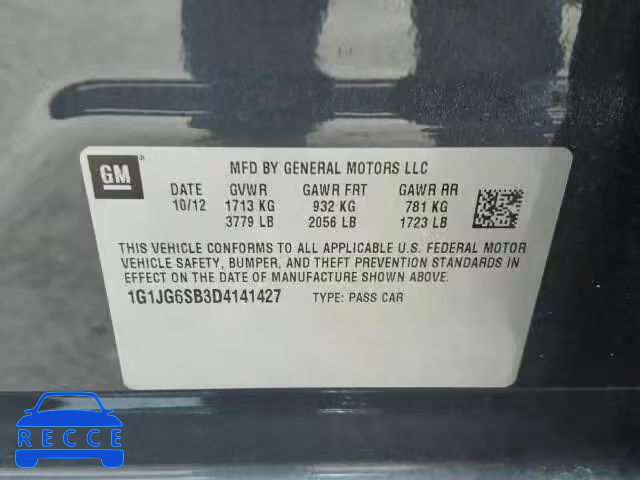 GM
MFD BY GENERAL MOTORS LLC
DATE GVWR GAWR FRT GAWR RR
10/12 1713 KG 932 KG 781 KG
3779 LB 2056 LB 1723 LB
THIS VEHICLE CONFORMS TO ALL APPLICABLE U.S. FEDERAL MOTOR
VEHICLE SAFETY, BUMPER, AND THEFT PREVENTION STANDARDS IN
EFFECT ON THE DATE OF MANUFACTURE SHOWN ABOVE.
1G1JG6SB3D4141427 TYPE: PASS CAR
RECCE